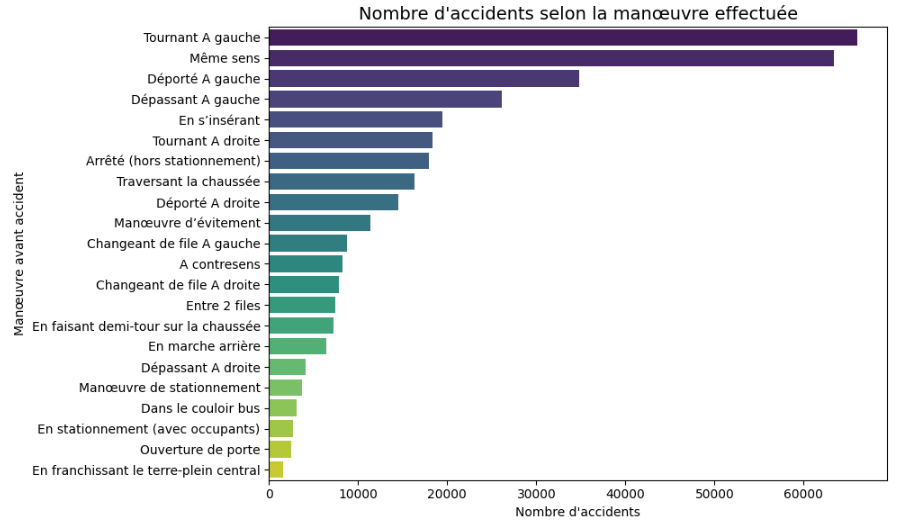 Nombre d'accidents selon la manœuvre effectuée
Manœuvre avant accident
Tournant A gauche
Même sens
Déporté A gauche
Dépassant A gauche
En s’insérant
Tournant A droite
Arrêté (hors stationnement)
Traversant la chaussée
Déporté A droite
Manœuvre d’évitement
Changeant de file A gauche
A contresens
Changeant de file A droite
Entre 2 files
En faisant demi-tour sur la chaussée
En marche arrière
Dépassant A droite
Manœuvre de stationnement
Dans le couloir bus
En stationnement (avec occupants)
Ouverture de porte
En franchissant le terre-plein central
0 10000 20000 30000 40000 50000 60000
Nombre d'accidents